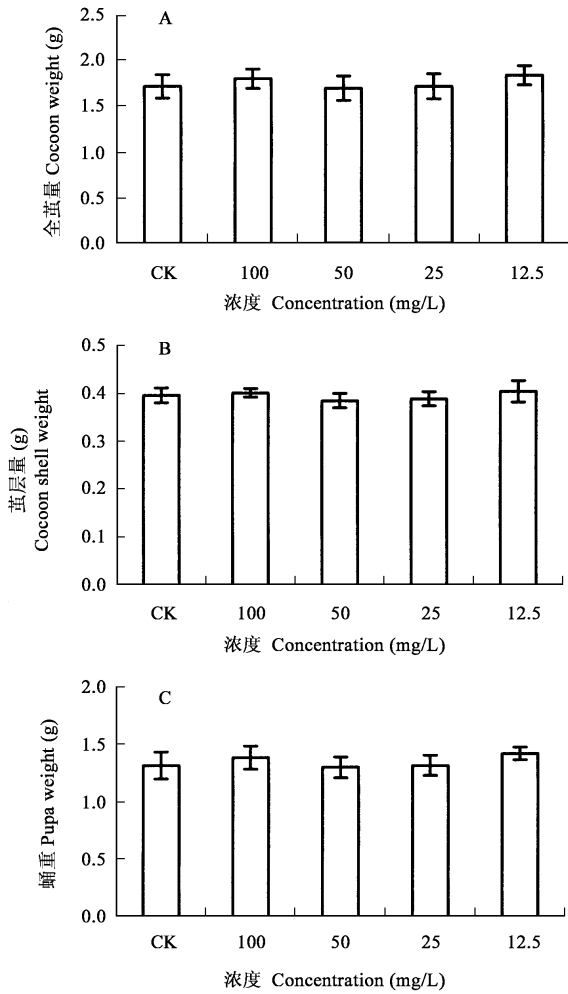 A
2.5
2.0
1.5
1.0
0.5
0.0
全茧量 Cocoon weight (g)
CK 100 50 25 12.5
浓度 Concentration (mg/L)
B
0.5
0.4
0.3
0.2
0.1
0.0
茧层量 (g)
Cocoon shell weight
CK 100 50 25 12.5
浓度 Concentration (mg/L)
C
2.0
1.5
1.0
0.5
0.0
蛹重 Pupa weight (g)
CK 100 50 25 12.5
浓度 Concentration (mg/L)